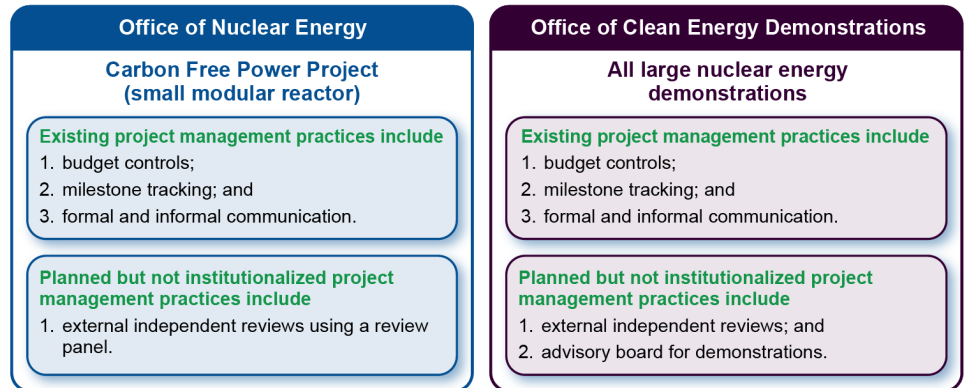 Office of Nuclear Energy
Carbon Free Power Project
(small modular reactor)
Existing project management practices include
1. budget controls;
2. milestone tracking; and
3. formal and informal communication.
Planned but not institutionalized project
management practices include
1. external independent reviews using a review
panel.
Office of Clean Energy Demonstrations
All large nuclear energy
demonstrations
Existing project management practices include
1. budget controls;
2. milestone tracking; and
3. formal and informal communication.
Planned but not institutionalized project
management practices include
1. external independent reviews; and
2. advisory board for demonstrations.